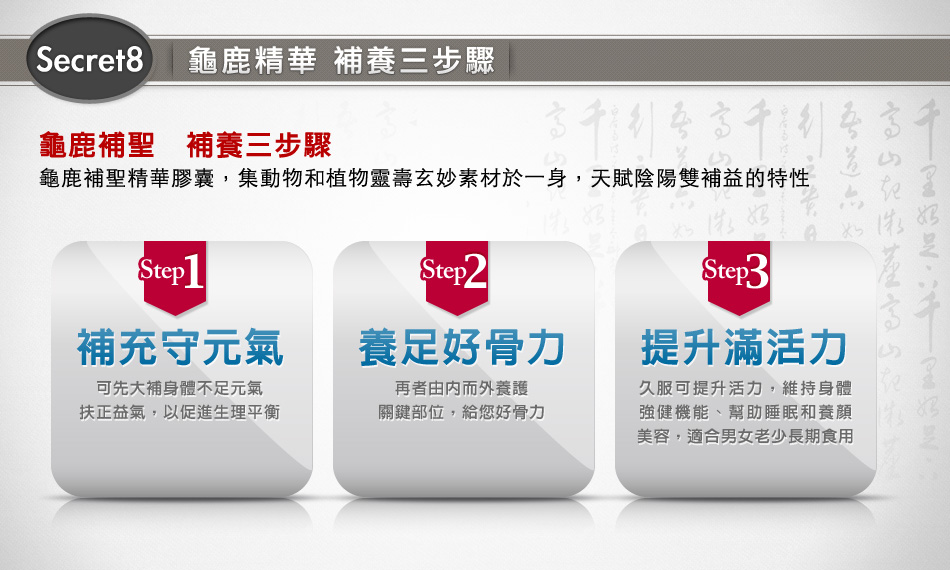 Secret8 龜鹿精華 補養三步驟
龜鹿補聖 補養三步驟
龜鹿補聖精華膠囊，集動物和植物靈壽玄妙素材於一身，天賦陰陽雙補益的特性
Step1
補充守元氣
可先大補身體不足元氣
扶正益氣，以促進生理平衡
Step2
養足好骨力
再者由內而外養護
關鍵部位，給您好骨力
Step3
提升滿活力
久服可提升活力，維持身體
強健機能、幫助睡眠和養顏
美容，適合男女老少長期食用